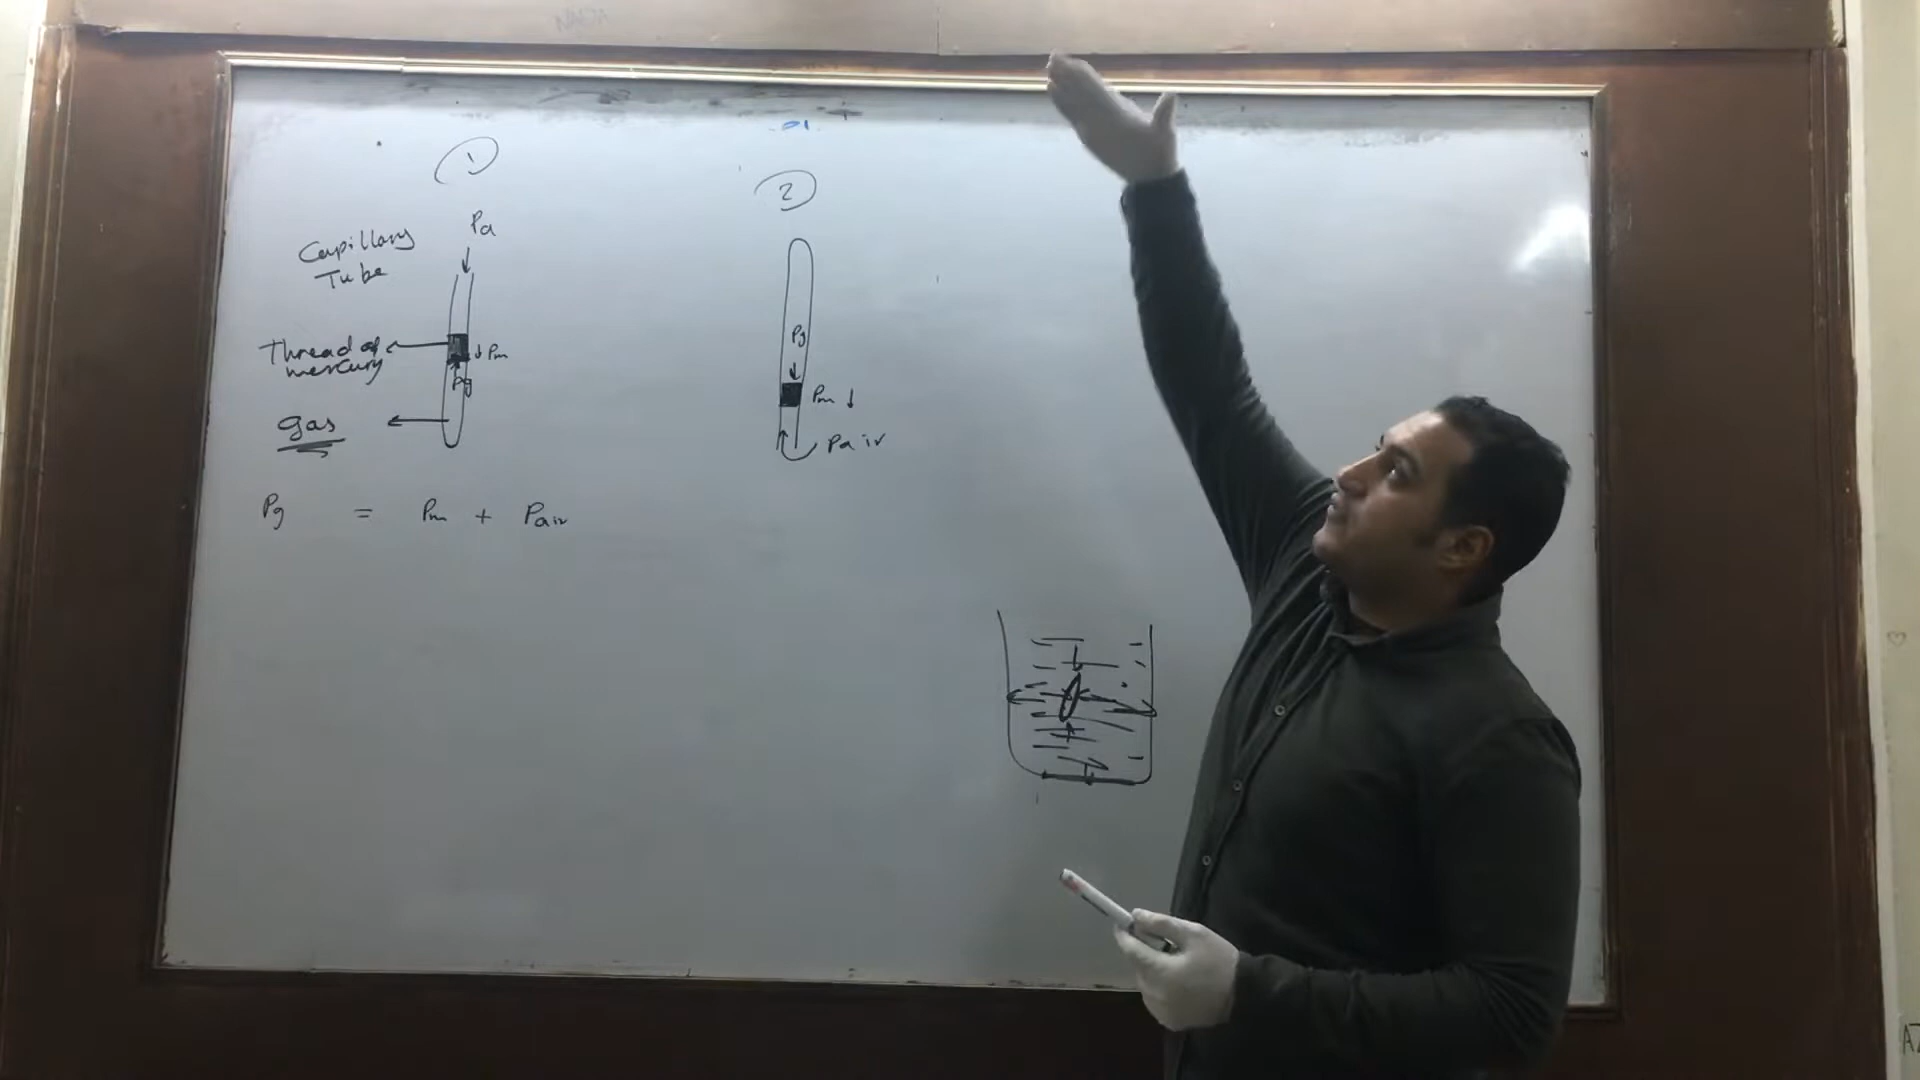 1
Pa
Capillary
Tube
Thread of
mercury
Pm
Pg
gas
Pg = Pm + Pair
2
Pg
Pm
Pair